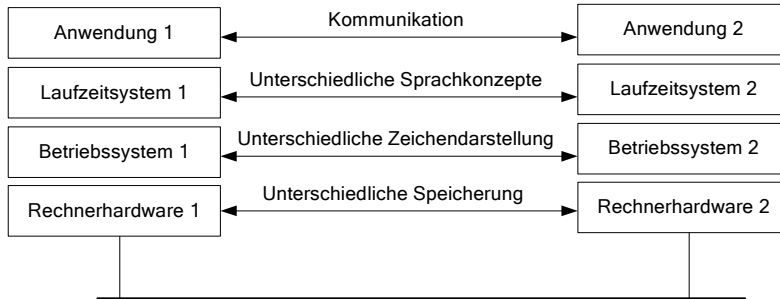 Anwendung 1
Kommunikation
Anwendung 2
Laufzeitsystem 1
Unterschiedliche Sprachkonzepte
Laufzeitsystem 2
Betriebssystem 1
Unterschiedliche Zeichendarstellung
Betriebssystem 2
Rechnerhardware 1
Unterschiedliche Speicherung
Rechnerhardware 2